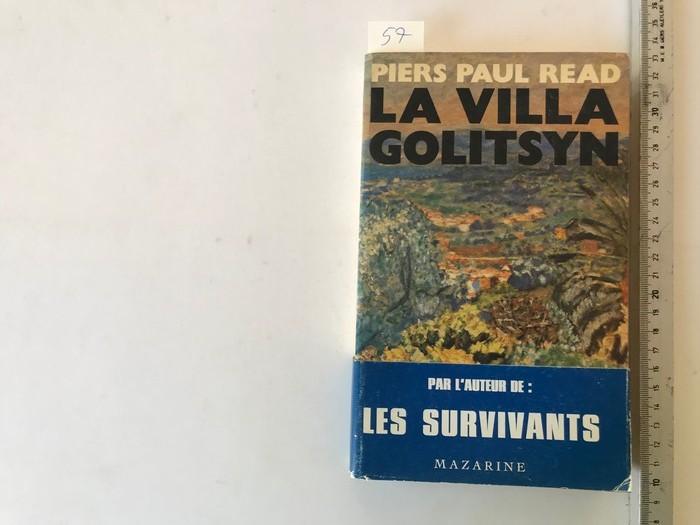 57
PIERS PAUL READ
LA VILLA
GOLITSYN
PAR L'AUTEUR DE :
LES SURVIVANTS
MAZARINE